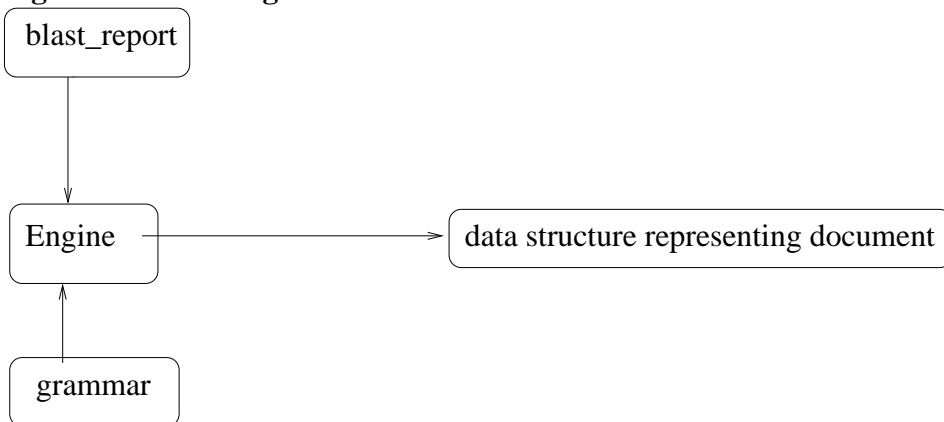 blast_report
Engine
data structure representing document
grammar